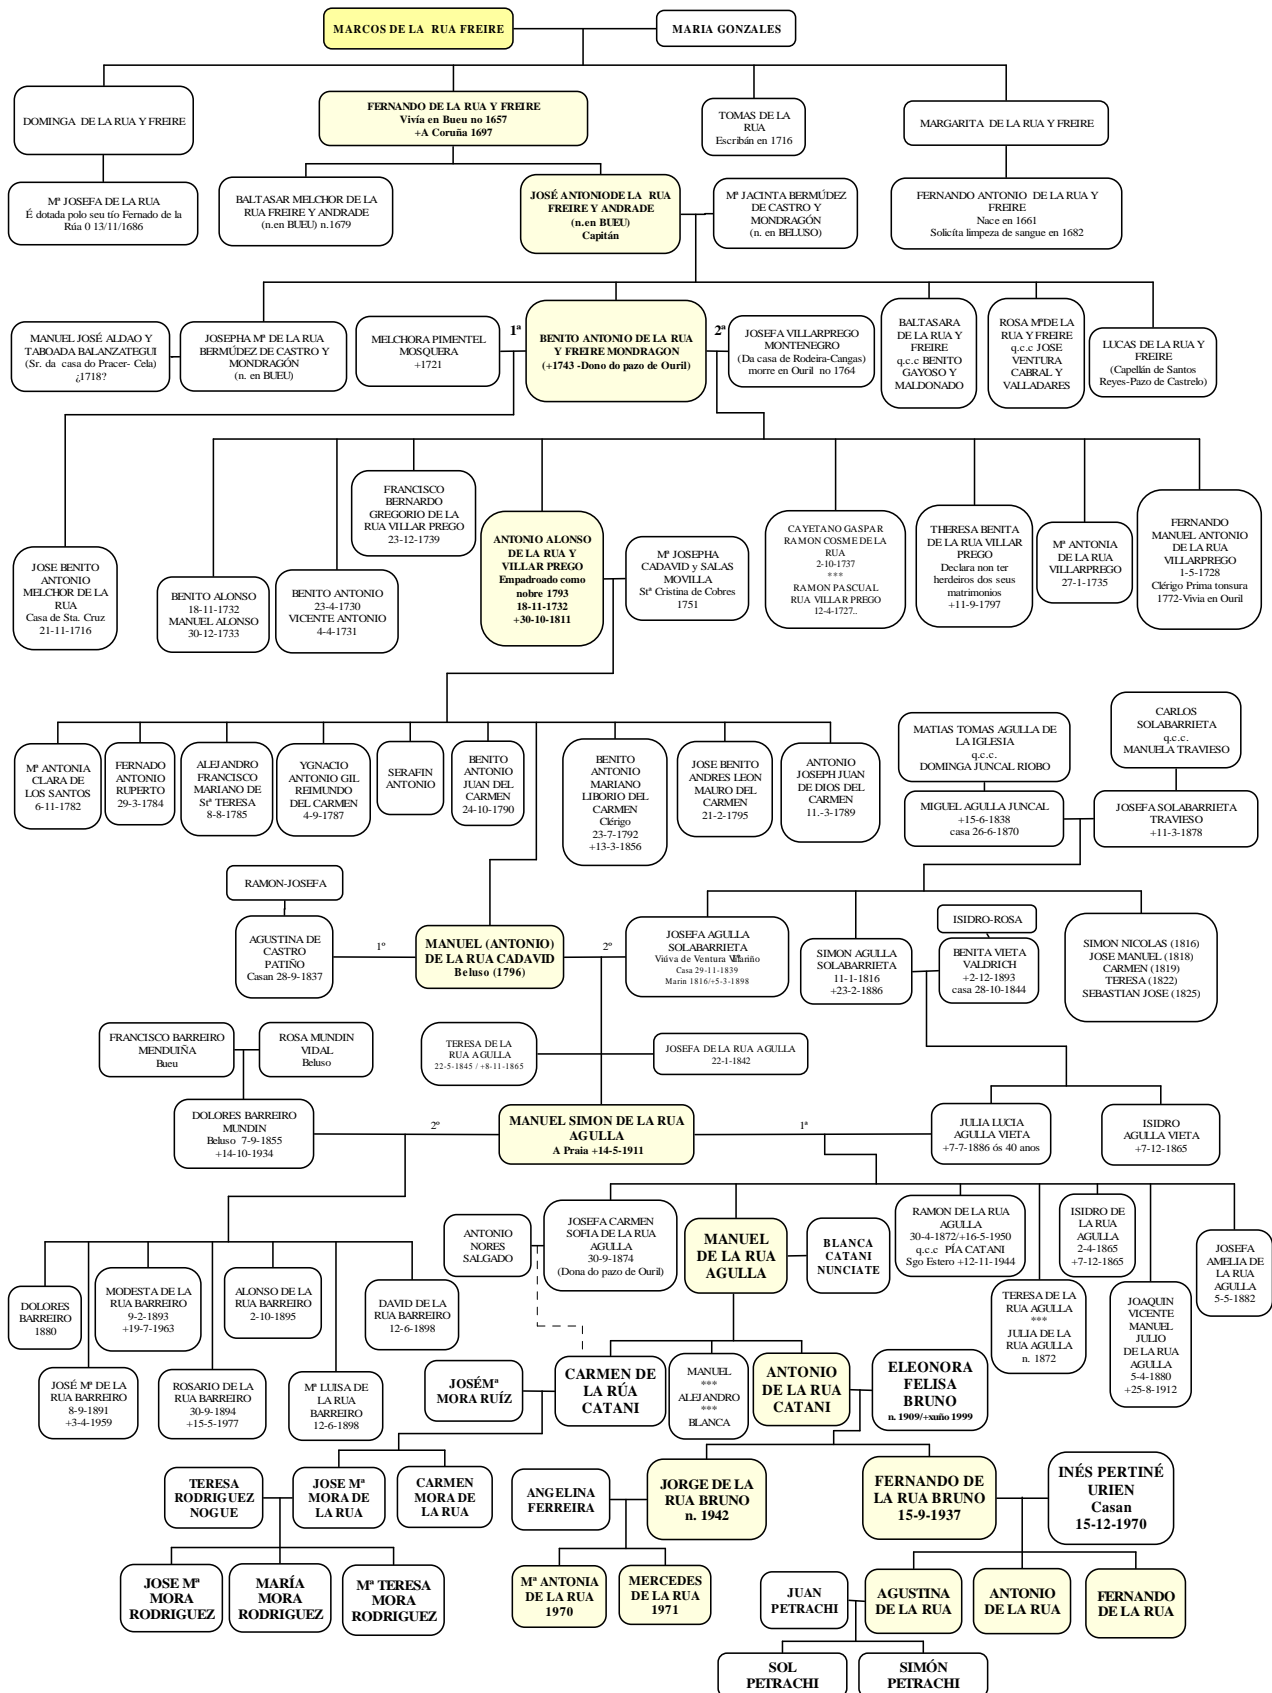 MARCOS DE LA RUA FREIRE
MARIA GONZALES
DOMINGA DE LA RUA Y FREIRE
FERNANDO DE LA RUA Y FREIRE
Vivía en Bueu no 1657
+A Coruña 1697
TOMAS DE LA
RUA
Escribán en 1716
MARGARITA DE LA RUA Y FREIRE
Mª JOSEFA DE LA RUA
É dotada polo seu tío Fernado de la
Rúa 0 13/11/1686
BALTASAR MELCHOR DE LA
RUA FREIRE Y ANDRADE
(n.en BUEU) n.1679
JOSÉ ANTONIODE LA RUA
FREIRE Y ANDRADE
(n.en BUEU)
Capitán
Mª JACINTA BERMÚDEZ
DE CASTRO Y
MONDRAGÓN
(n. en BELUSO)
FERNANDO ANTONIO DE LA RUA Y
FREIRE
Nace en 1661
Solicíta limpeza de sangue en 1682
MANUEL JOSÉ ALDAO Y
TABOADA BALANZATEGUI
(Sr. da casa do Pracer- Cela)
¿1718?
JOSEPHA Mª DE LA RUA
BERMÚDEZ DE CASTRO Y
MONDRAGÓN
(n. en BUEU)
MELCHORA PIMENTEL
MOSQUERA
+1721
1ª
BENITO ANTONIO DE LA RUA
Y FREIRE MONDRAGON
(+1743 -Dono do pazo de Ouril)
2ª
JOSEFA VILLARPREGO
MONTENEGRO
(Da casa de Rodeira-Cangas)
morre en Ouril no 1764
BALTASARA
DE LA RUA Y
FREIRE
q.c.c BENITO
GAYOSO Y
MALDONADO
ROSA MªDE LA
RUA Y FREIRE
q.c.c JOSE
VENTURA
CABRAL Y
VALLADARES
LUCAS DE LA RUA Y
FREIRE
(Capellán de Santos
Reyes-Pazo de Castrelo)
JOSE BENITO
ANTONIO
MELCHOR DE LA
RUA
Casa de Sta. Cruz
21-11-1716
BENITO ALONSO
18-11-1732
MANUEL ALONSO
30-12-1733
BENITO ANTONIO
23-4-1730
VICENTE ANTONIO
4-4-1731
FRANCISCO
BERNARDO
GREGORIO DE LA
RUA VILLAR PREGO
23-12-1739
ANTONIO ALONSO
DE LA RUA Y
VILLAR PREGO
Empadroado como
nobre 1793
18-11-1732
+30-10-1811
Mª JOSEPHA
CADAVID y SALAS
MOVILLA
Stª Cristina de Cobres
1751
CAYETANO GASPAR
RAMON COSME DE LA
RUA
2-10-1737
***
RAMON PASCUAL
RUA VILLAR PREGO
12-4-1727..
THERESA BENITA
DE LA RUA VILLAR
PREGO
Declara non ter
herdeiros dos seus
matrimonios
+11-9-1797
Mª ANTONIA
DE LA RUA
VILLARPREGO
27-1-1735
FERNANDO
MANUEL ANTONIO
DE LA RUA
VILLARPREGO
1-5-1728
Clérigo Prima tonsura
1772-Vivia en Ouril
Mª ANTONIA
CLARA DE
LOS SANTOS
6-11-1782
FERNADO
ANTONIO
RUPERTO
29-3-1784
ALEJANDRO
FRANCISCO
MARIANO DE
Stª TERESA
8-8-1785
YGNACIO
ANTONIO GIL
REIMUNDO
DEL CARMEN
4-9-1787
SERAFIN
ANTONIO
BENITO
ANTONIO
JUAN DEL
CARMEN
24-10-1790
BENITO
ANTONIO
MARIANO
LIBORIO DEL
CARMEN
Clérigo
23-7-1792
+13-3-1856
JOSE BENITO
ANDRES LEON
MAURO DEL
CARMEN
21-2-1795
ANTONIO
JOSEPH JUAN
DE DIOS DEL
CARMEN
11.-3-1789
MATIAS TOMAS AGULLA DE
LA IGLESIA
q.c.c.
DOMINGA JUNCAL RIOBO
CARLOS
SOLABARRIETA
q.c.c.
MANUELA TRAVIESO
MIGUEL AGULLA JUNCAL
+15-6-1838
casa 26-6-1870
JOSEFA SOLABARRIETA
TRAVIESO
+11-3-1878
RAMON-JOSEFA
AGUSTINA DE
CASTRO
PATIÑO
Casan 28-9-1837
1º
MANUEL (ANTONIO)
DE LA RUA CADAVID
Beluso (1796)
2º
JOSEFA AGULLA
SOLABARRIETA
Viúva de Ventura
Casa 29-11-1839
Marin 1816/+5-3-1898
SIMON AGULLA
SOLABARRIETA
11-1-1816
+23-2-1886
ISIDRO-ROSA
BENITA VIETA
VALDRICH
+2-12-1893
casa 28-10-1844
SIMON NICOLAS (1816)
JOSE MANUEL (1818)
CARMEN (1819)
TERESA (1822)
SEBASTIAN JOSE (1825)
FRANCISCO BARREIRO
MENDUIÑA
Bueu
ROSA MUNDIN
VIDAL
Beluso
TERESA DE LA
RUA AGULLA
22-5-1845 / +8-11-1865
JOSEFA DE LA RUA AGULLA
22-1-1842
DOLORES BARREIRO
MUNDIN
Beluso 7-9-1855
+14-10-1934
2º
MANUEL SIMON DE LA RUA
AGULLA
A Praia +14-5-1911
1ª
JULIA LUCIA
AGULLA VIETA
+7-7-1886 ós 40 anos
ISIDRO
AGULLA VIETA
+7-12-1865
ANTONIO
NORES
SALGADO
JOSEFA CARMEN
SOFIA DE LA RUA
AGULLA
30-9-1874
(Dona do pazo de Ouril)
MANUEL
DE LA RUA
AGULLA
BLANCA
CATANI
NUNCIATE
RAMON DE LA RUA
AGULLA
30-4-1872/+16-5-1950
q.c.c PÍA CATANI
Sgo Estero +12-11-1944
TERESA DE LA
RUA AGULLA
***
JULIA DE LA
RUA AGULLA
n. 1872
ISIDRO DE
LA RUA
AGULLA
2-4-1865
+7-12-1865
JOAQUIN
VICENTE
MANUEL
JULIO
DE LA RUA
AGULLA
5-4-1880
+25-8-1912
JOSEFA
AMELIA DE
LA RUA
AGULLA
5-5-1882
DOLORES
BARREIRO
1880
MODESTA DE LA
RUA BARREIRO
9-2-1893
+19-7-1963
ALONSO DE LA
RUA BARREIRO
2-10-1895
DAVID DE LA
RUA BARREIRO
12-6-1898
JOSÉ Mª DE LA
RUA BARREIRO
8-9-1891
+3-4-1959
ROSARIO DE LA
RUA BARREIRO
30-9-1894
+15-5-1977
Mª LUISA DE
LA RUA
BARREIRO
12-6-1898
JOSÉMª
MORA RUÍZ
CARMEN DE
LA RÚA
CATANI
MANUEL
***
ALEJANDRO
***
BLANCA
ANTONIO
DE LA RUA
CATANI
ELEONORA
FELISA
BRUNO
n. 1909/+xuño 1999
TERESA
RODRIGUEZ
NOGUE
JOSE Mª
MORA DE
LA RUA
CARMEN
MORA DE
LA RUA
ANGELINA
FERREIRA
JORGE DE LA
RUA BRUNO
n. 1942
FERNANDO DE
LA RUA BRUNO
15-9-1937
INÉS PERTINÉ
URIEN
Casan
15-12-1970
JOSE Mª
MORA
RODRIGUEZ
MARÍA
MORA
RODRIGUEZ
Mª TERESA
MORA
RODRIGUEZ
Mª ANTONIA
DE LA RUA
1970
MERCEDES
DE LA RUA
1971
JUAN
PETRACHI
AGUSTINA
DE LA RUA
ANTONIO
DE LA RUA
FERNANDO
DE LA RUA
SOL
PETRACHI
SIMÓN
PETRACHI